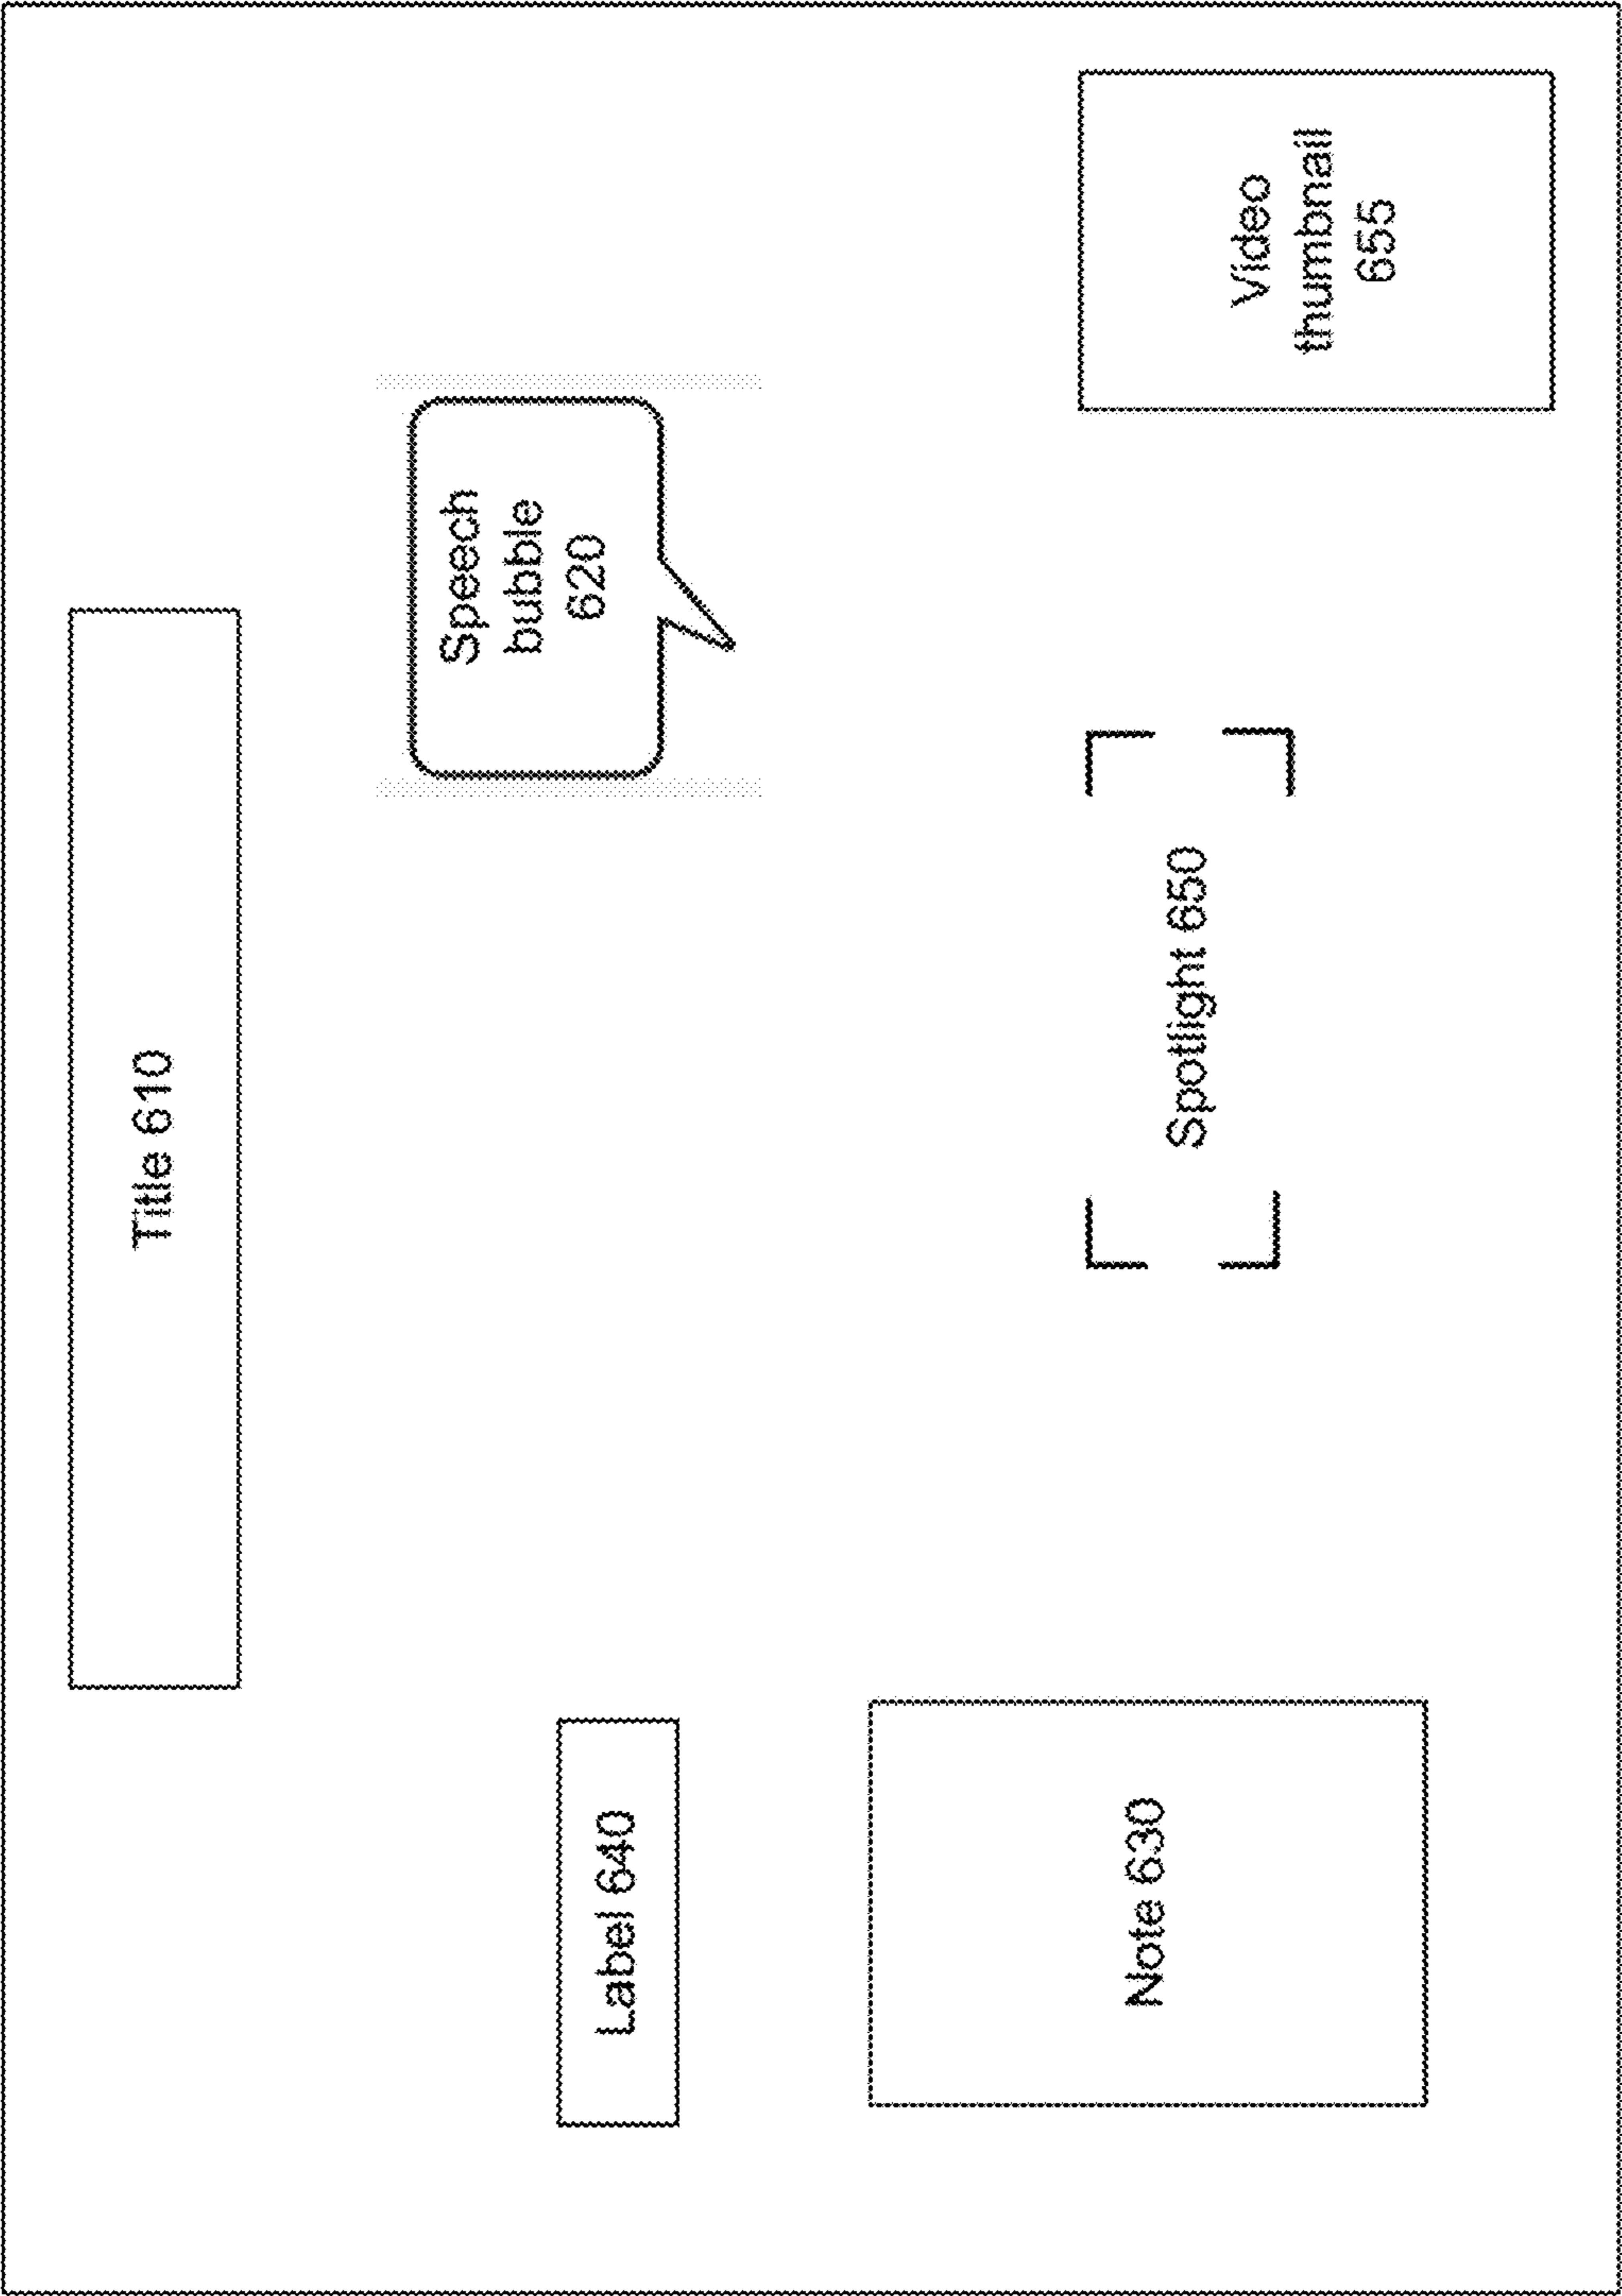 Title 610
Speech
bubble
620
Label 640
Note 630
Spotlight 650
Video
thumbnail
655